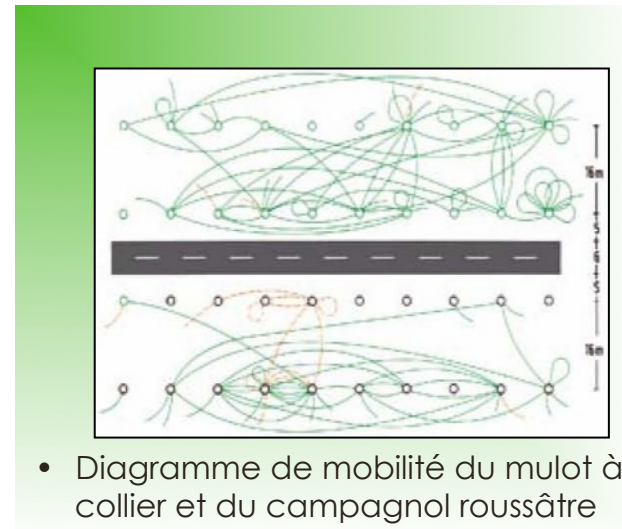 16m
5
6
5
16m
• Diagramme de mobilité du mulot à
collier et du campagnol roussâtre